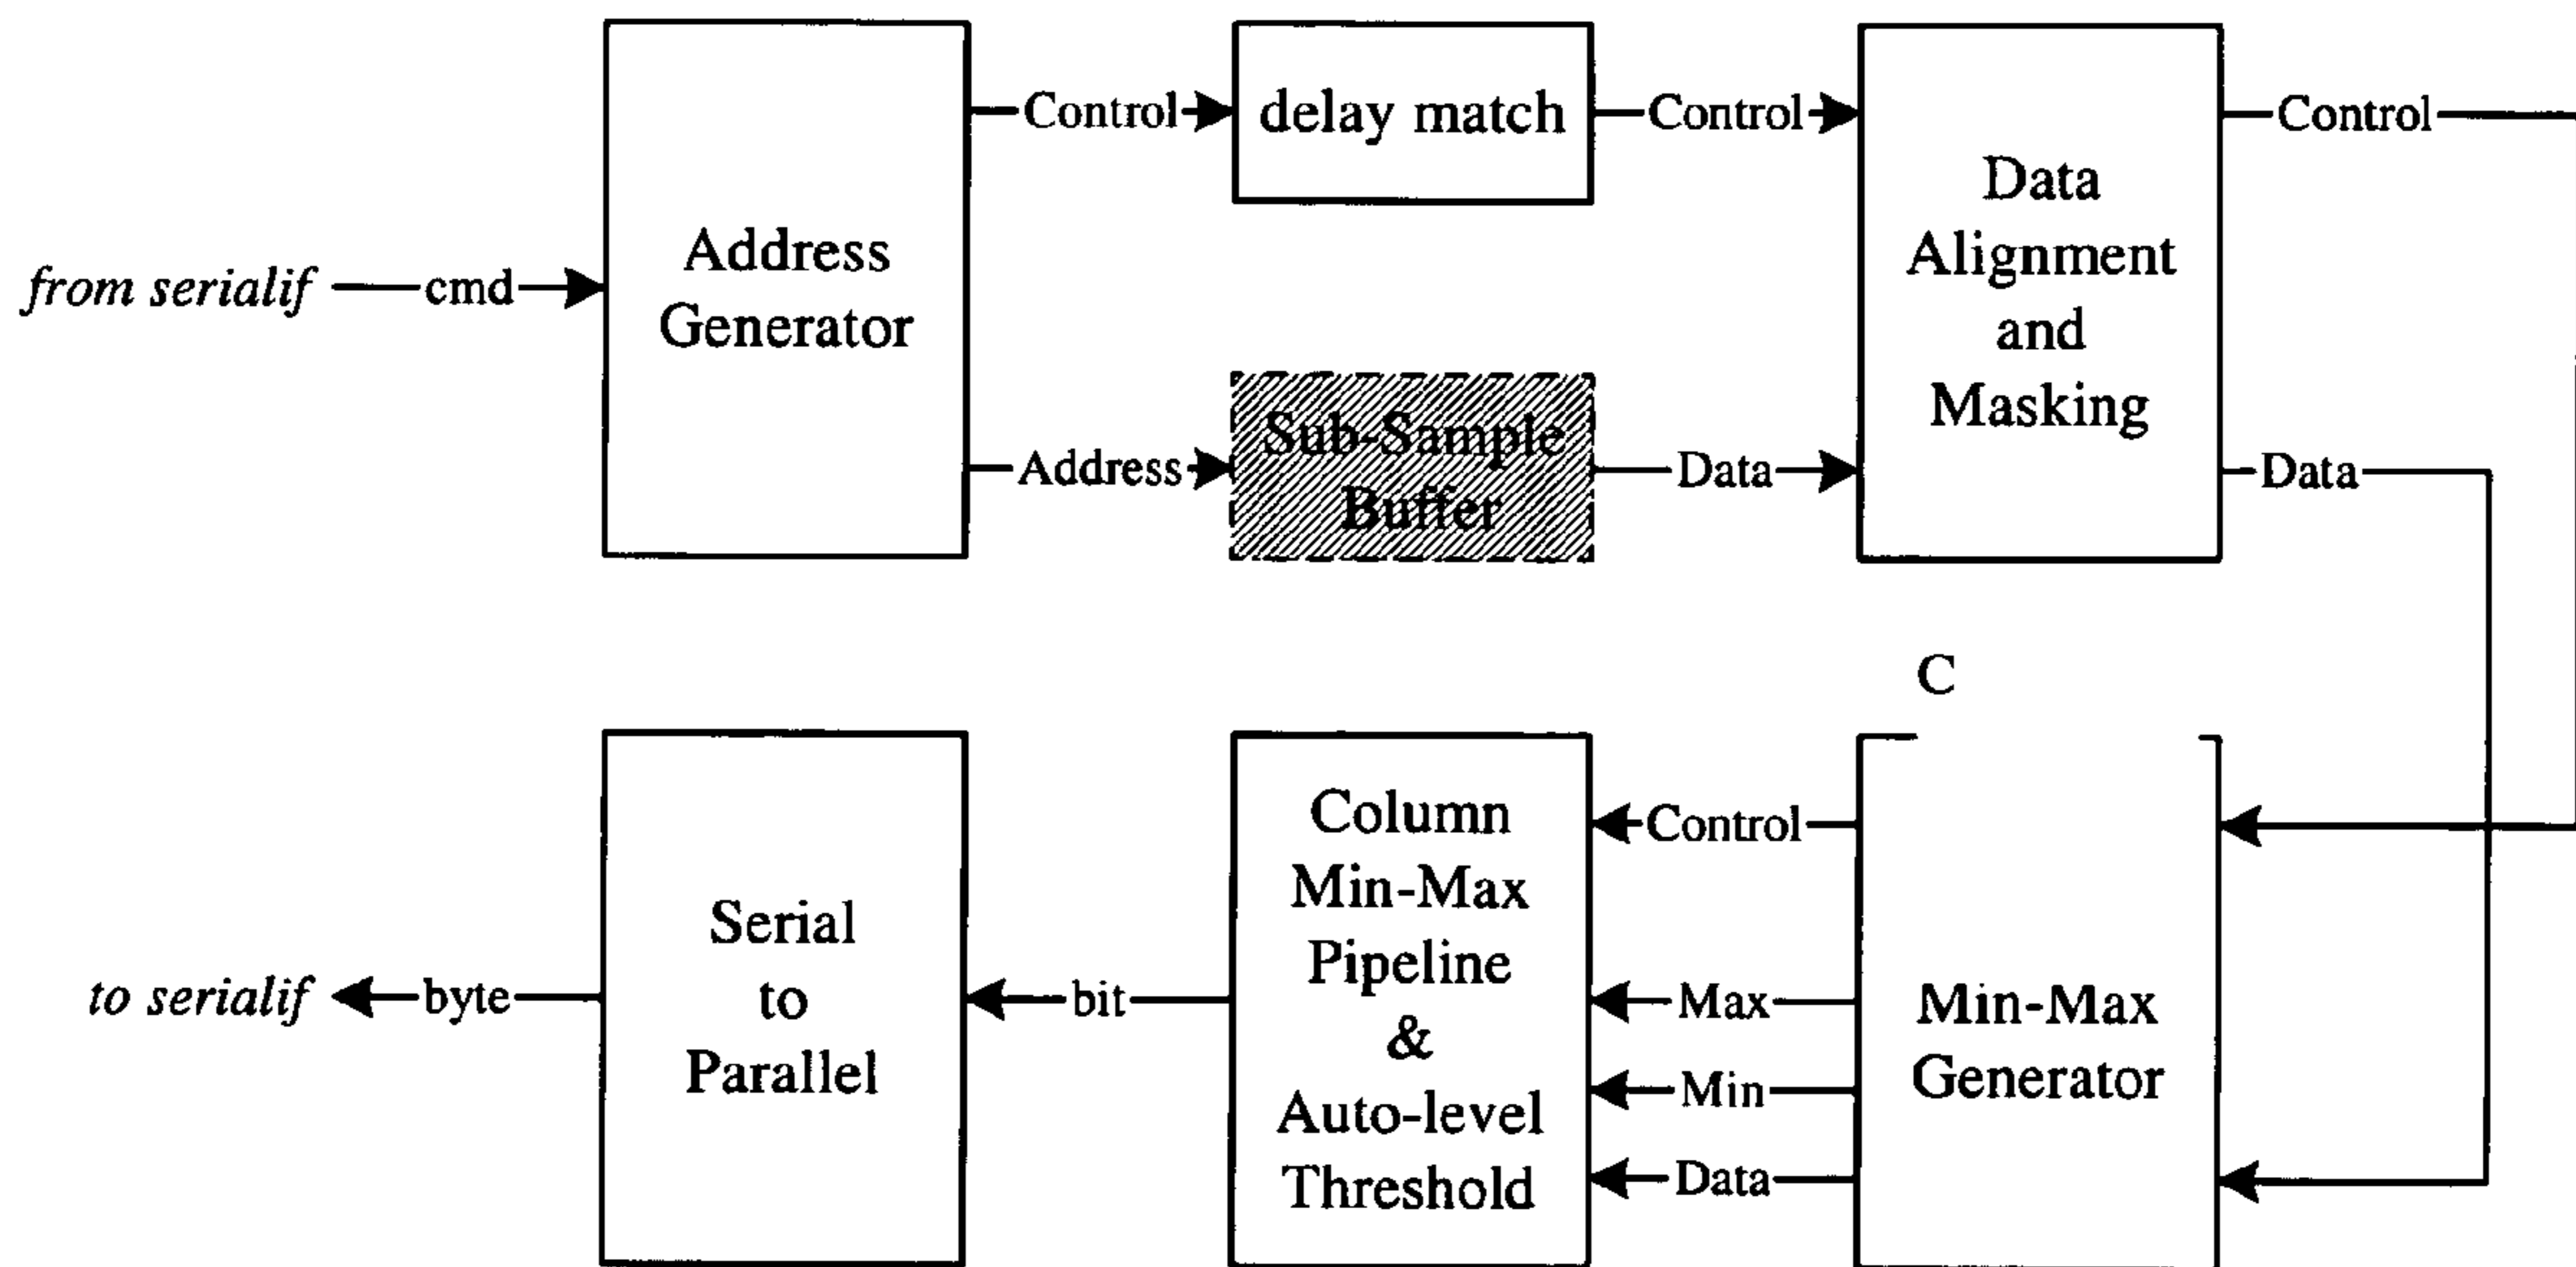 from serialif
cmd
Address
Generator
Control
delay match
Control
Address
Sub-Sample
Buffer
Data
Data
Alignment
and
Masking
Control
Data
C
Min-Max
Generator
Control
Max
Min
Data
Column
Min-Max
Pipeline
&
Auto-level
Threshold
bit
Serial
to
Parallel
byte
to serialif